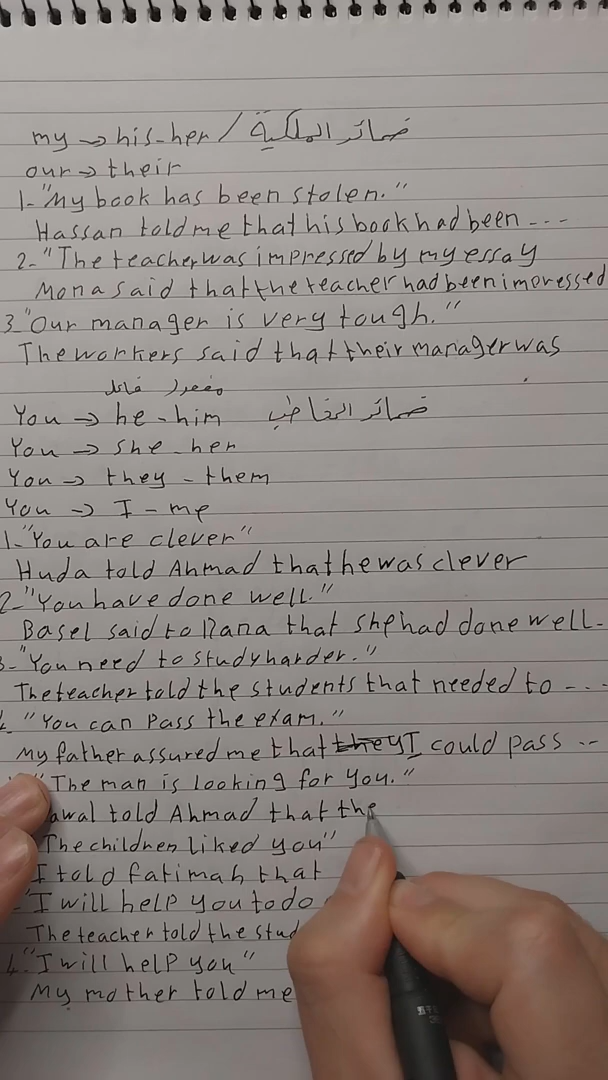 my → his-her / ضمائر الملكية
our → their
1- "My book has been stolen."
Hassan told me that his book had been ---
2- "The teacher was impressed by my essay
Mona said that the teacher had been impressed
3 "Our manager is very tough."
The workers said that their manager was
مفعول فاعل
You → he - him ضمائر المخاطب
You → she - her
You → they - them
You → I - me
1- "You are clever"
Huda told Ahmad that he was clever
2- "You have done well."
Basel said to Dana that she had done well-
3- "You need to study harder."
The teacher told the students that needed to ---
4. "You can pass the exam."
My father assured me that they I could pass --
"The man is looking for you."
awal told Ahmad that the
The children liked you"
I told fatimah that
"I will help you to do
The teacher told the stud
4. "I will help you"
My mother told me